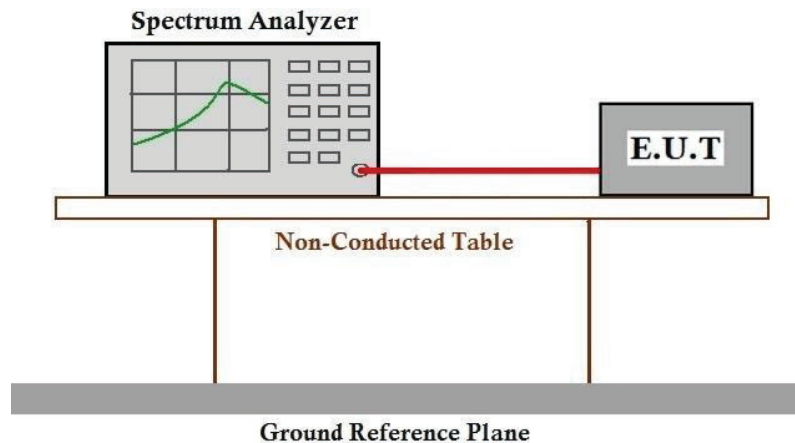 Spectrum Analyzer
E.U.T
Non-Conducted Table
Ground Reference Plane